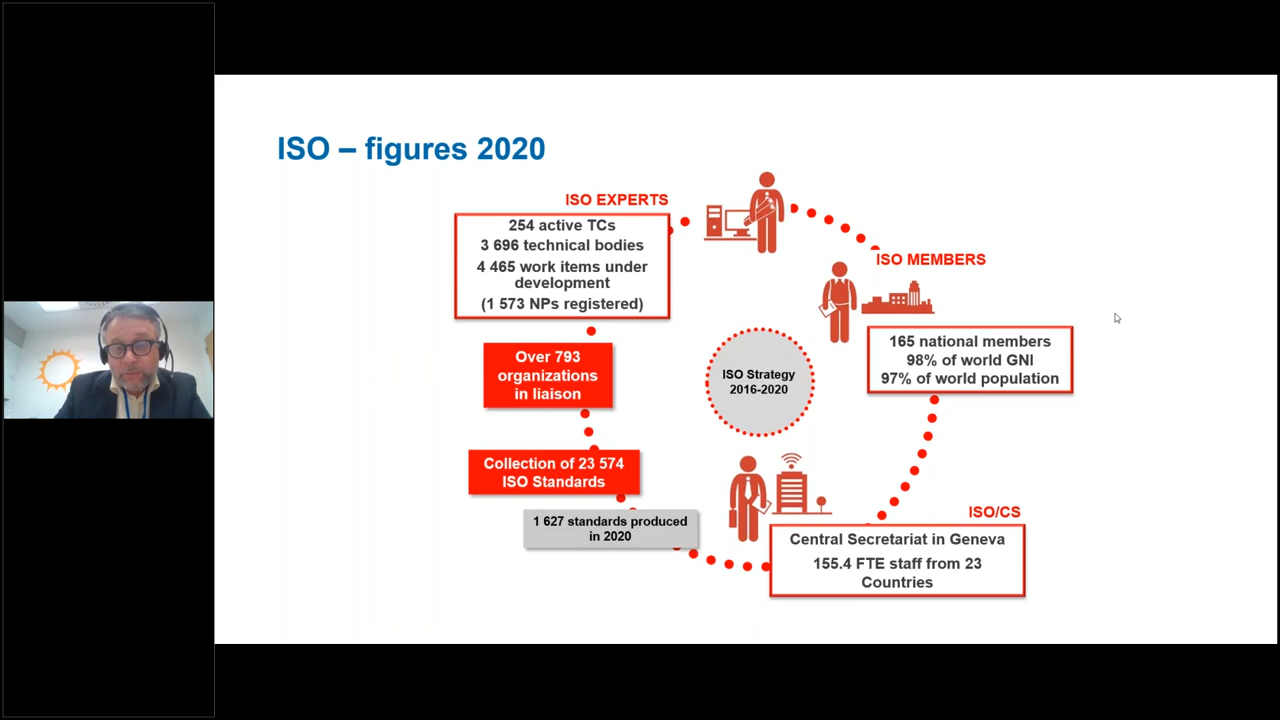 ISO – figures 2020
ISO EXPERTS
254 active TCs
3 696 technical bodies
4 465 work items under
development
(1 573 NPs registered)
ISO MEMBERS
165 national members
98% of world GNI
97% of world population
Over 793
organizations
in liaison
ISO Strategy
2016-2020
Collection of 23 574
ISO Standards
1 627 standards produced
in 2020
ISO/CS
Central Secretariat in Geneva
155.4 FTE staff from 23
Countries